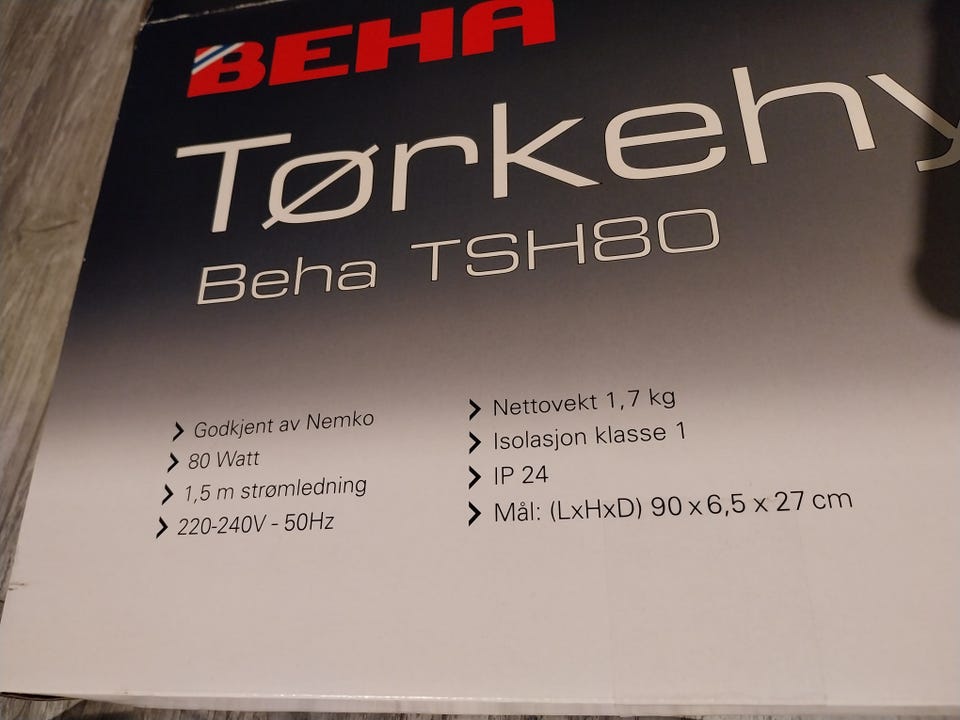 BEHA
Tørkehy
Beha TSH80
Godkjent av Nemko
80 Watt
1,5 m strømledning
220-240V - 50Hz
Nettovekt 1,7 kg
Isolasjon klasse 1
IP 24
Mål: (LxHxD) 90 x 6,5 x 27 cm